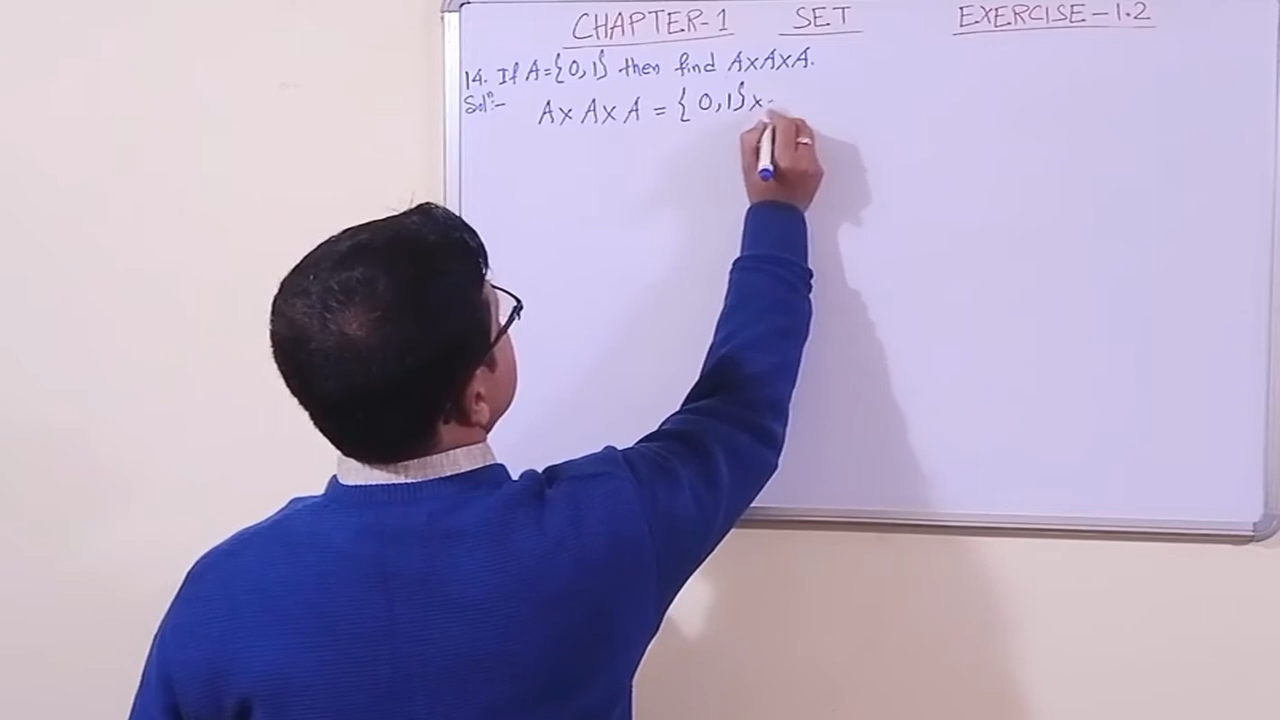 CHAPTER-1 SET EXERCISE-1.2
14. If A={0,1} then find A×A×A.
Solⁿ:- A× A× A = {0,1}×